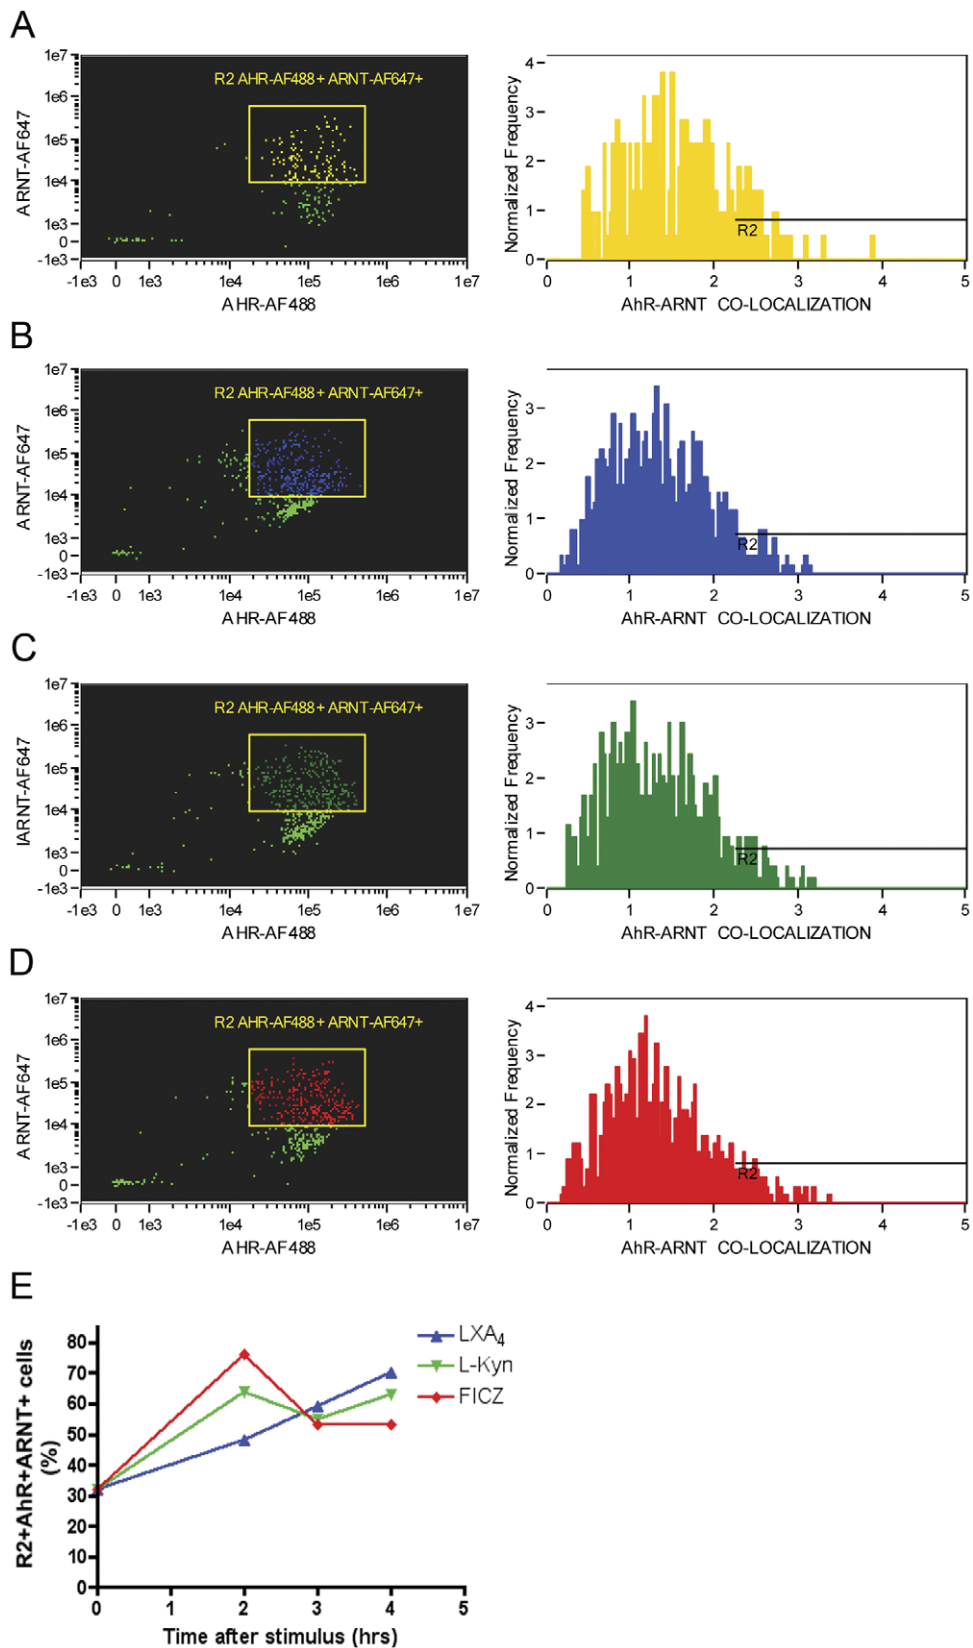 A
R2 AHR-AF488+ ARNT-AF647+
ARNT-AF647
1e7
1e6
1e5
1e4
1e3
0
-1e3
-1e3 0 1e3 1e4 1e5 1e6 1e7
AHR-AF488
Normalized Frequency
4
3
2
1
0
R2
0 1 2 3 4 5
AhR-ARNT CO-LOCALIZATION
B
R2 AHR-AF488+ ARNT-AF647+
ARNT-AF647
1e7
1e6
1e5
1e4
1e3
0
-1e3
-1e3 0 1e3 1e4 1e5 1e6 1e7
AHR-AF488
Normalized Frequency
3
2
1
0
R2
0 1 2 3 4 5
AhR-ARNT CO-LOCALIZATION
C
R2 AHR-AF488+ ARNT-AF647+
IARNT-AF647
1e7
1e6
1e5
1e4
1e3
0
-1e3
-1e3 0 1e3 1e4 1e5 1e6 1e7
AHR-AF488
Normalized Frequency
3
2
1
0
R2
0 1 2 3 4 5
AhR-ARNT CO-LOCALIZATION
D
R2 AHR-AF488+ ARNT-AF647+
ARNT-AF647
1e7
1e6
1e5
1e4
1e3
0
-1e3
-1e3 0 1e3 1e4 1e5 1e6 1e7
AHR-AF488
Normalized Frequency
4
3
2
1
0
R2
0 1 2 3 4 5
AhR-ARNT CO-LOCALIZATION
E
R2+AhR+ARNT+ cells
(%)
80
70
60
50
40
30
20
10
0
0 1 2 3 4 5
Time after stimulus (hrs)
LXA4
L-Kyn
FICZ